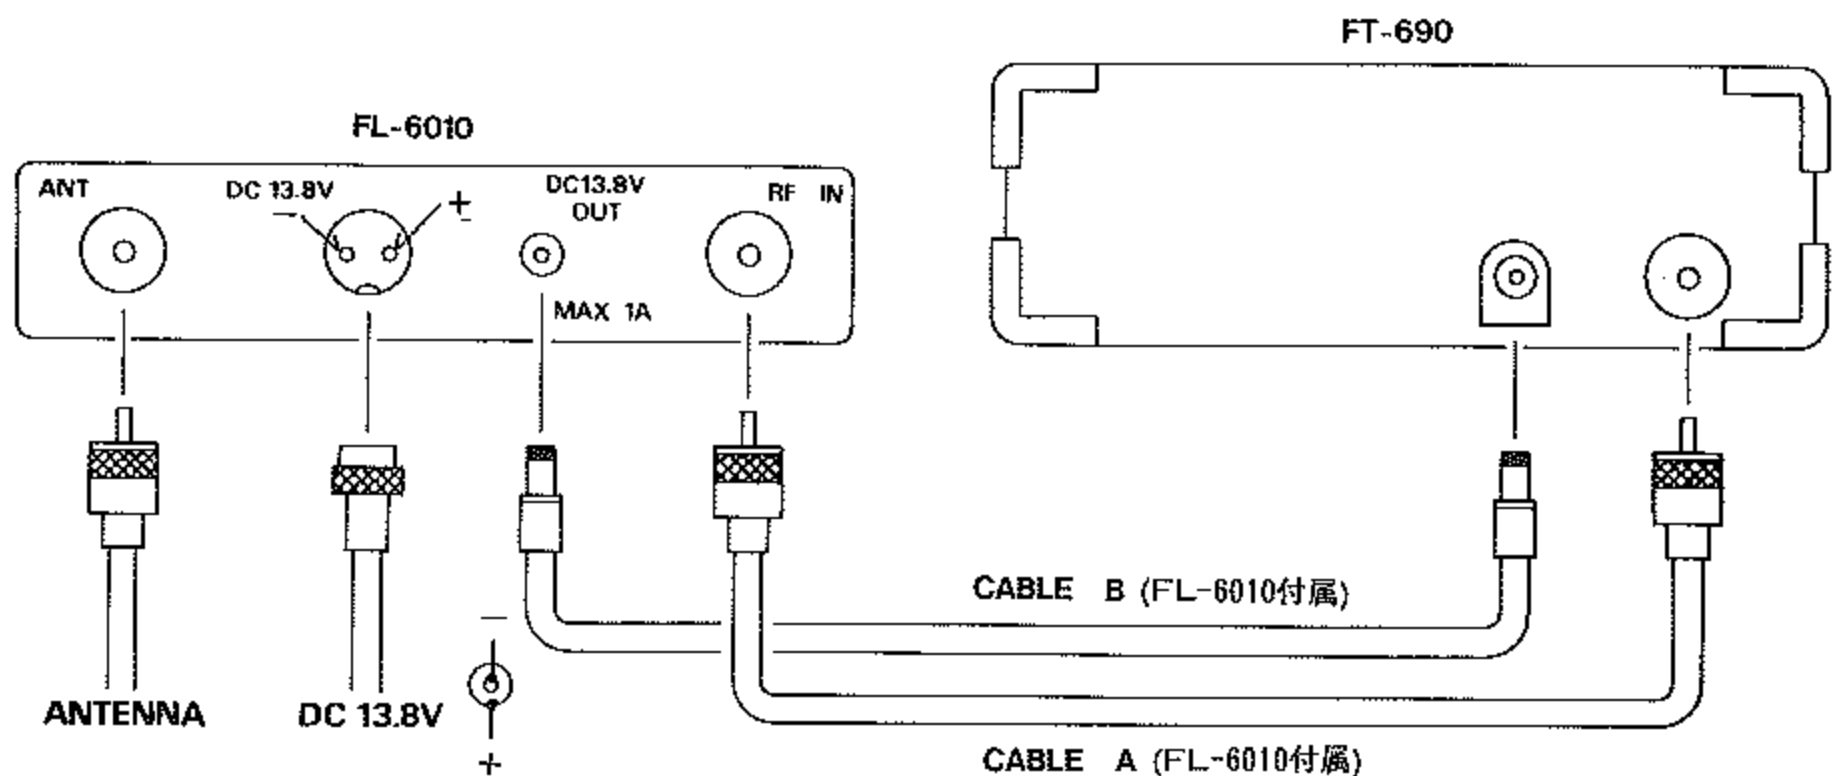 FT-690
FL-6010
ANT
DC 13.8V
−
+
DC13.8V
OUT
RF IN
MAX 1A
CABLE B (FL-6010付属)
−
+
ANTENNA
DC 13.8V
CABLE A (FL-6010付属)